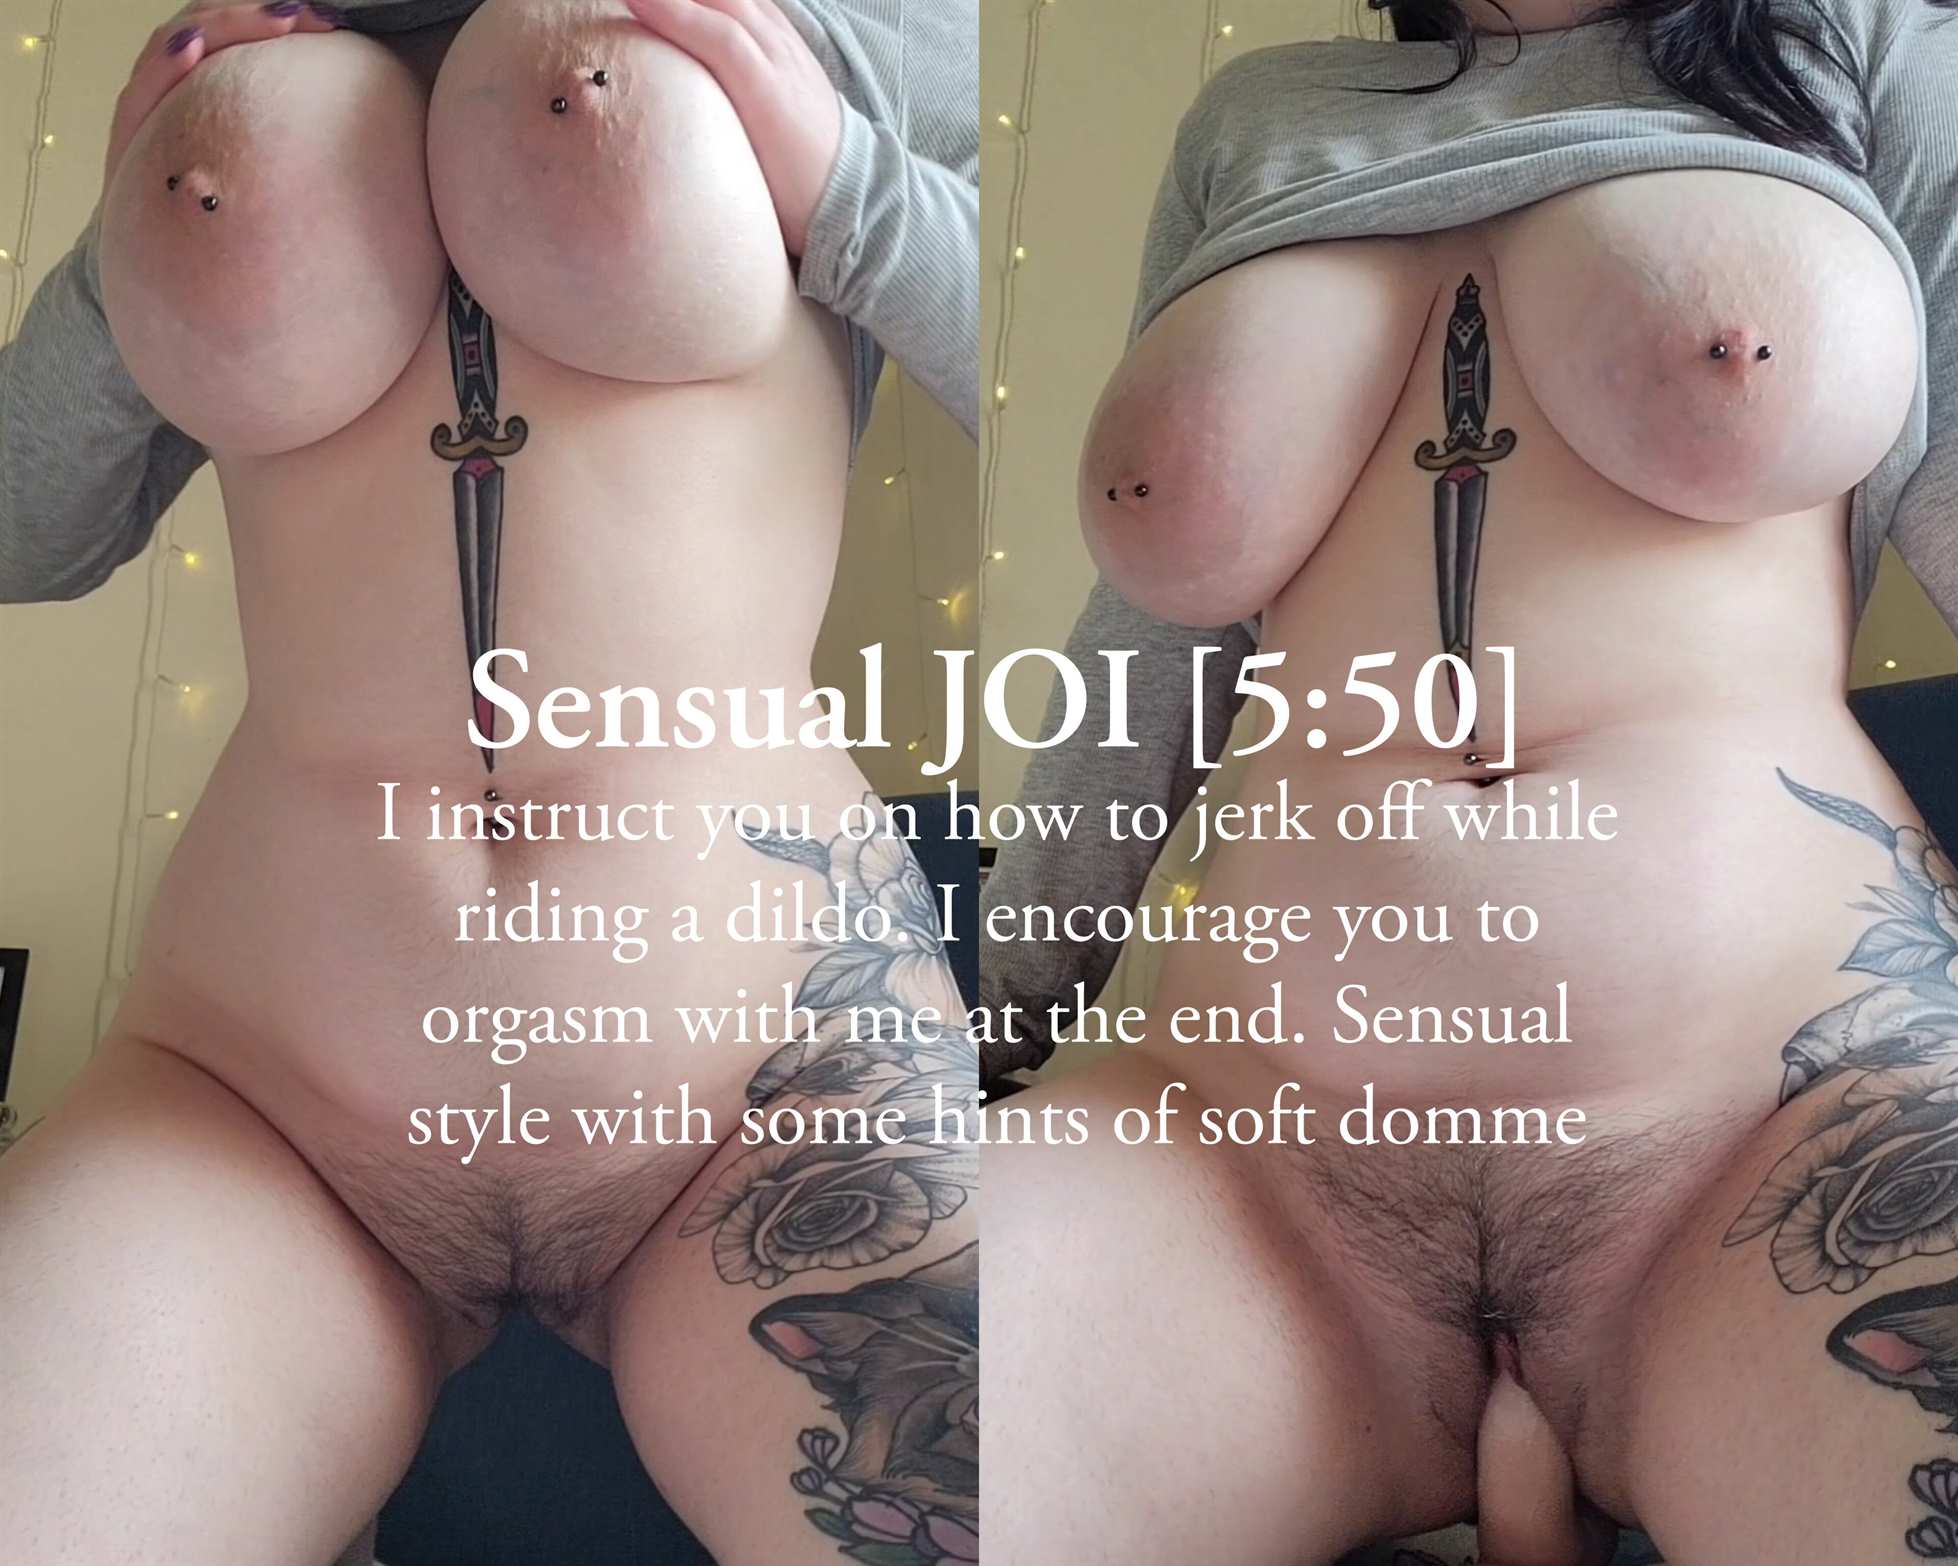 Sensual JOI [5:50]
I instruct you on how to jerk off while
riding a dildo. I encourage you to
orgasm with me at the end. Sensual
style with some hints of soft domme